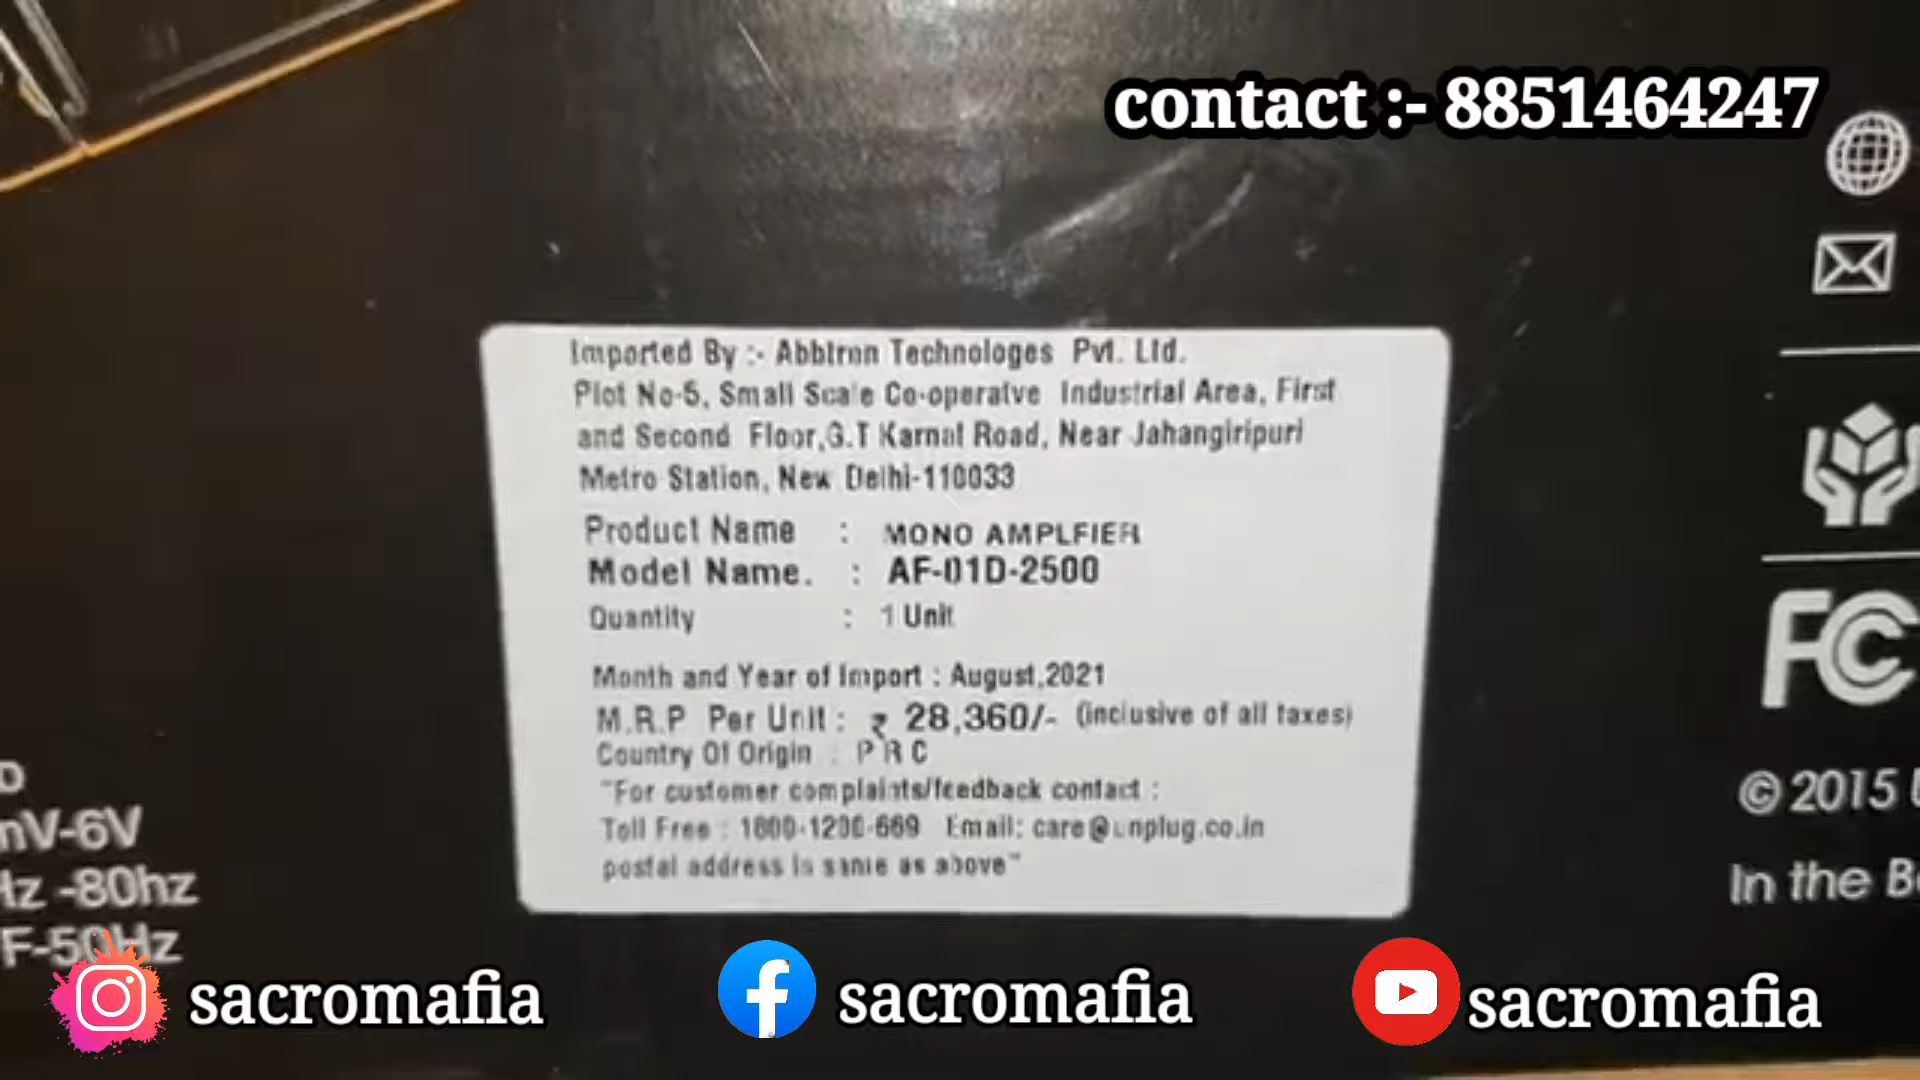 contact :- 8851464247
Imported By :- Abbtron Technologes Pvt. Ltd.
Plot No-5, Small Scale Co-operatve Industrial Area, First
and Second Floor,G.T Karnal Road, Near Jahangiripuri
Metro Station, New Delhi-110033
Product Name : MONO AMPLFIER
Model Name. : AF-01D-2500
Quantity : 1 Unit
Month and Year of Import : August,2021
M.R.P Per Unit : ₹ 28,360/- (inclusive of all taxes)
Country Of Origin : P R C
"For customer complaints/feedback contact :
Toll Free : 1800-1200-669 Email: care@unplug.co.in
postal address is same as above"
mV-6V
Hz -80hz
F-50Hz
FC
© 2015
In the
sacromafia
sacromafia
sacromafia